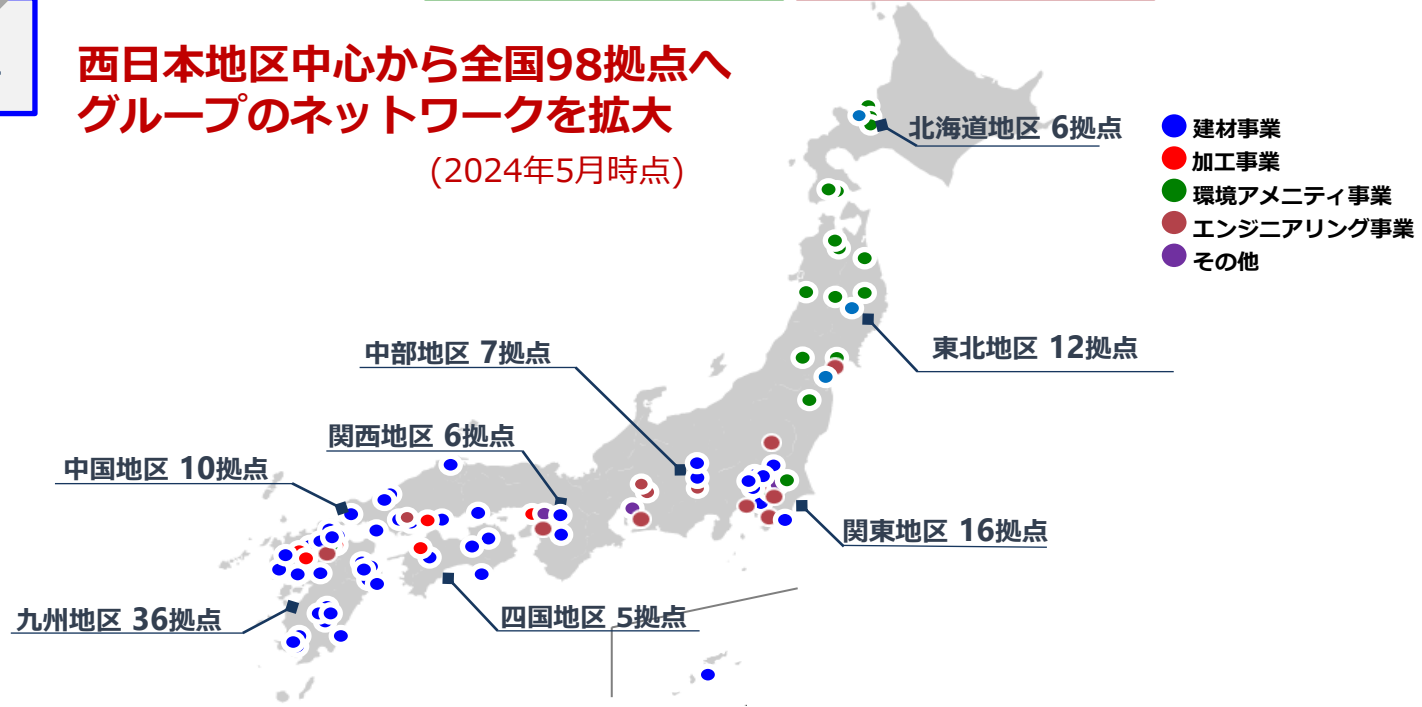 西日本地区中心から全国98拠点へ
グループのネットワークを拡大
(2024年5月時点)
北海道地区 6拠点
建材事業
加工事業
環境アメニティ事業
エンジニアリング事業
その他
東北地区 12拠点
中部地区 7拠点
関西地区 6拠点
中国地区 10拠点
関東地区 16拠点
九州地区 36拠点
四国地区 5拠点